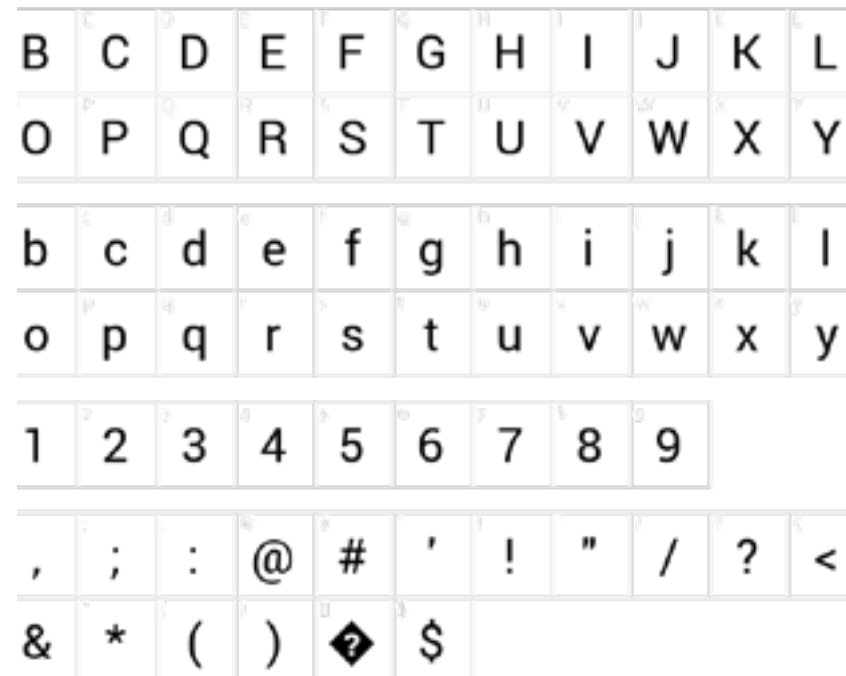 B C D E F G H I J K L
O P Q R S T U V W X Y
b c d e f g h i j k l
o p q r s t u v w x y
1 2 3 4 5 6 7 8 9
, ; : @ # ' ! " / ? <
& * ( ) � $